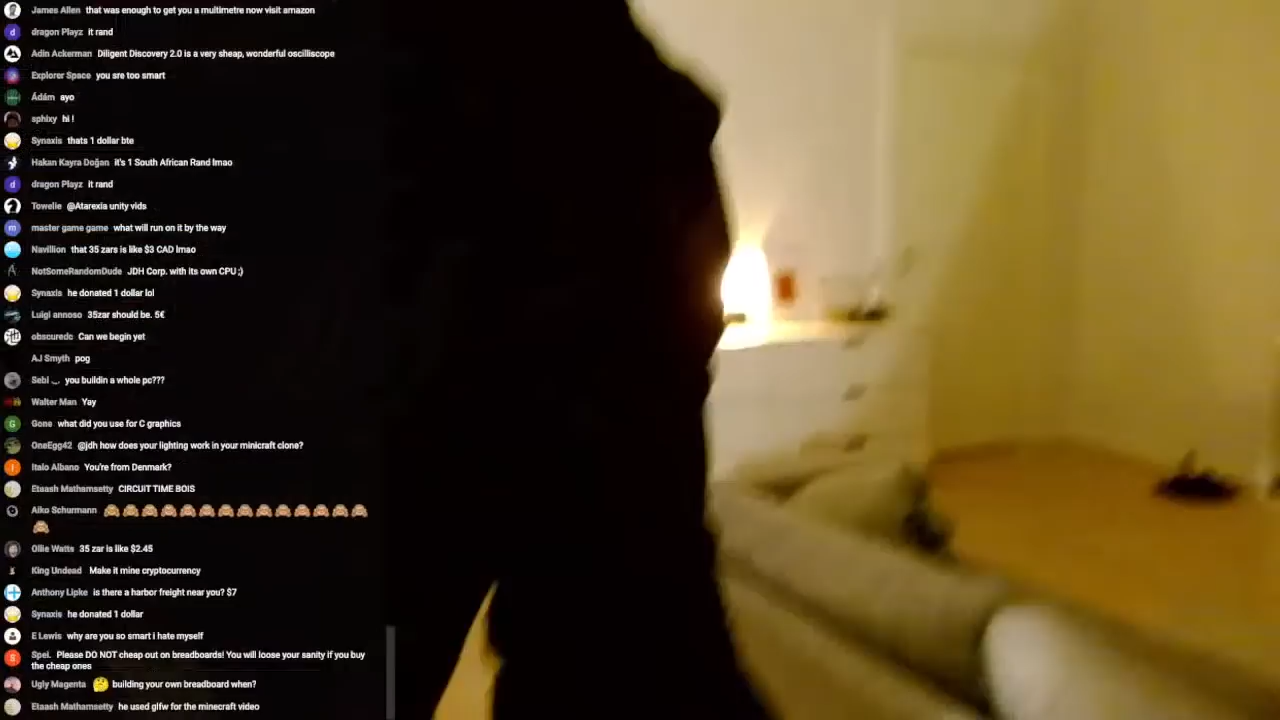 James Allen that was enough to get you a multimetre now visit amazon
dragon Playz it rand
Adin Ackerman Diligent Discovery 2.0 is a very sheap, wonderful oscilliscope
Explorer Space you sre too smart
Ádám ayo
sphixy hi !
Synaxis thats 1 dollar bte
Hakan Kayra Doğan it's 1 South African Rand lmao
dragon Playz it rand
Towelie @Atarexia unity vids
master game game what will run on it by the way
Navillion that 35 zars is like $3 CAD lmao
NotSomeRandomDude JDH Corp. with its own CPU ;)
Synaxis he donated 1 dollar lol
Luigi annoso 35zar should be. 5€
obscuredc Can we begin yet
AJ Smyth pog
Sebi ._. you buildin a whole pc???
Walter Man Yay
Gone what did you use for C graphics
OneEgg42 @jdh how does your lighting work in your minicraft clone?
Italo Albano You're from Denmark?
Etaash Mathamsetty CIRCUIT TIME BOIS
Aiko Schurmann 🙈🙈🙈🙈🙈🙈🙈🙈🙈🙈🙈🙈🙈🙈
🙈
Ollie Watts 35 zar is like $2.45
King Undead Make it mine cryptocurrency
Anthony Lipke is there a harbor freight near you? $7
Synaxis he donated 1 dollar
E Lewis why are you so smart i hate myself
Spei. Please DO NOT cheap out on breadboards! You will loose your sanity if you buy
the cheap ones
Ugly Magenta 🤔 building your own breadboard when?
Etaash Mathamsetty he used glfw for the minecraft video